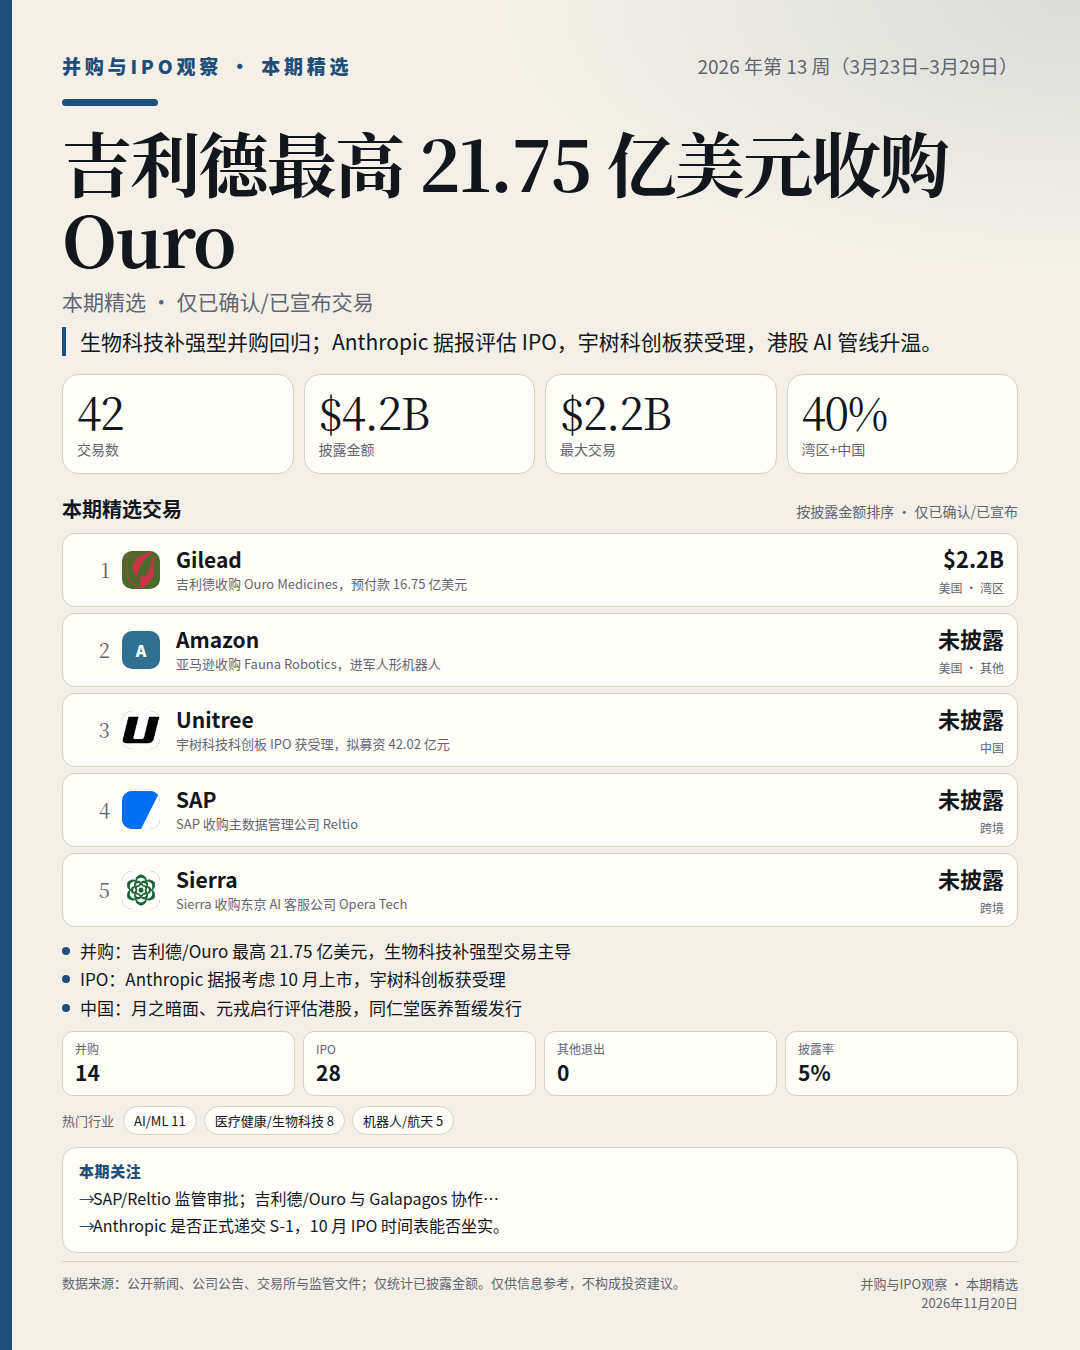 并购与IPO观察 · 本期精选
2026 年第 13 周（3月23日–3月29日）
吉利德最高 21.75 亿美元收购
Ouro
本期精选 · 仅已确认/已宣布交易
生物科技补强型并购回归；Anthropic 据报评估 IPO，宇树科创板获受理，港股 AI 管线升温。
42
交易数
$4.2B
披露金额
$2.2B
最大交易
40%
湾区+中国
本期精选交易
按披露金额排序 · 仅已确认/已宣布
1
Gilead
吉利德收购 Ouro Medicines，预付款 16.75 亿美元
$2.2B
美国 · 湾区
2
A
Amazon
亚马逊收购 Fauna Robotics，进军人形机器人
未披露
美国 · 其他
3
Unitree
宇树科技科创板 IPO 获受理，拟募资 42.02 亿元
未披露
中国
4
SAP
SAP 收购主数据管理公司 Reltio
未披露
跨境
5
Sierra
Sierra 收购东京 AI 客服公司 Opera Tech
未披露
跨境
并购：吉利德/Ouro 最高 21.75 亿美元，生物科技补强型交易主导
IPO：Anthropic 据报考虑 10 月上市，宇树科创板获受理
中国：月之暗面、元戎启行评估港股，同仁堂医养暂缓发行
并购
14
IPO
28
其他退出
0
披露率
5%
热门行业
AI/ML 11
医疗健康/生物科技 8
机器人/航天 5
本期关注
→SAP/Reltio 监管审批；吉利德/Ouro 与 Galapagos 协作…
→Anthropic 是否正式递交 S-1，10 月 IPO 时间表能否坐实。
数据来源：公开新闻、公司公告、交易所与监管文件；仅统计已披露金额。仅供信息参考，不构成投资建议。
并购与IPO观察 · 本期精选
2026年11月20日